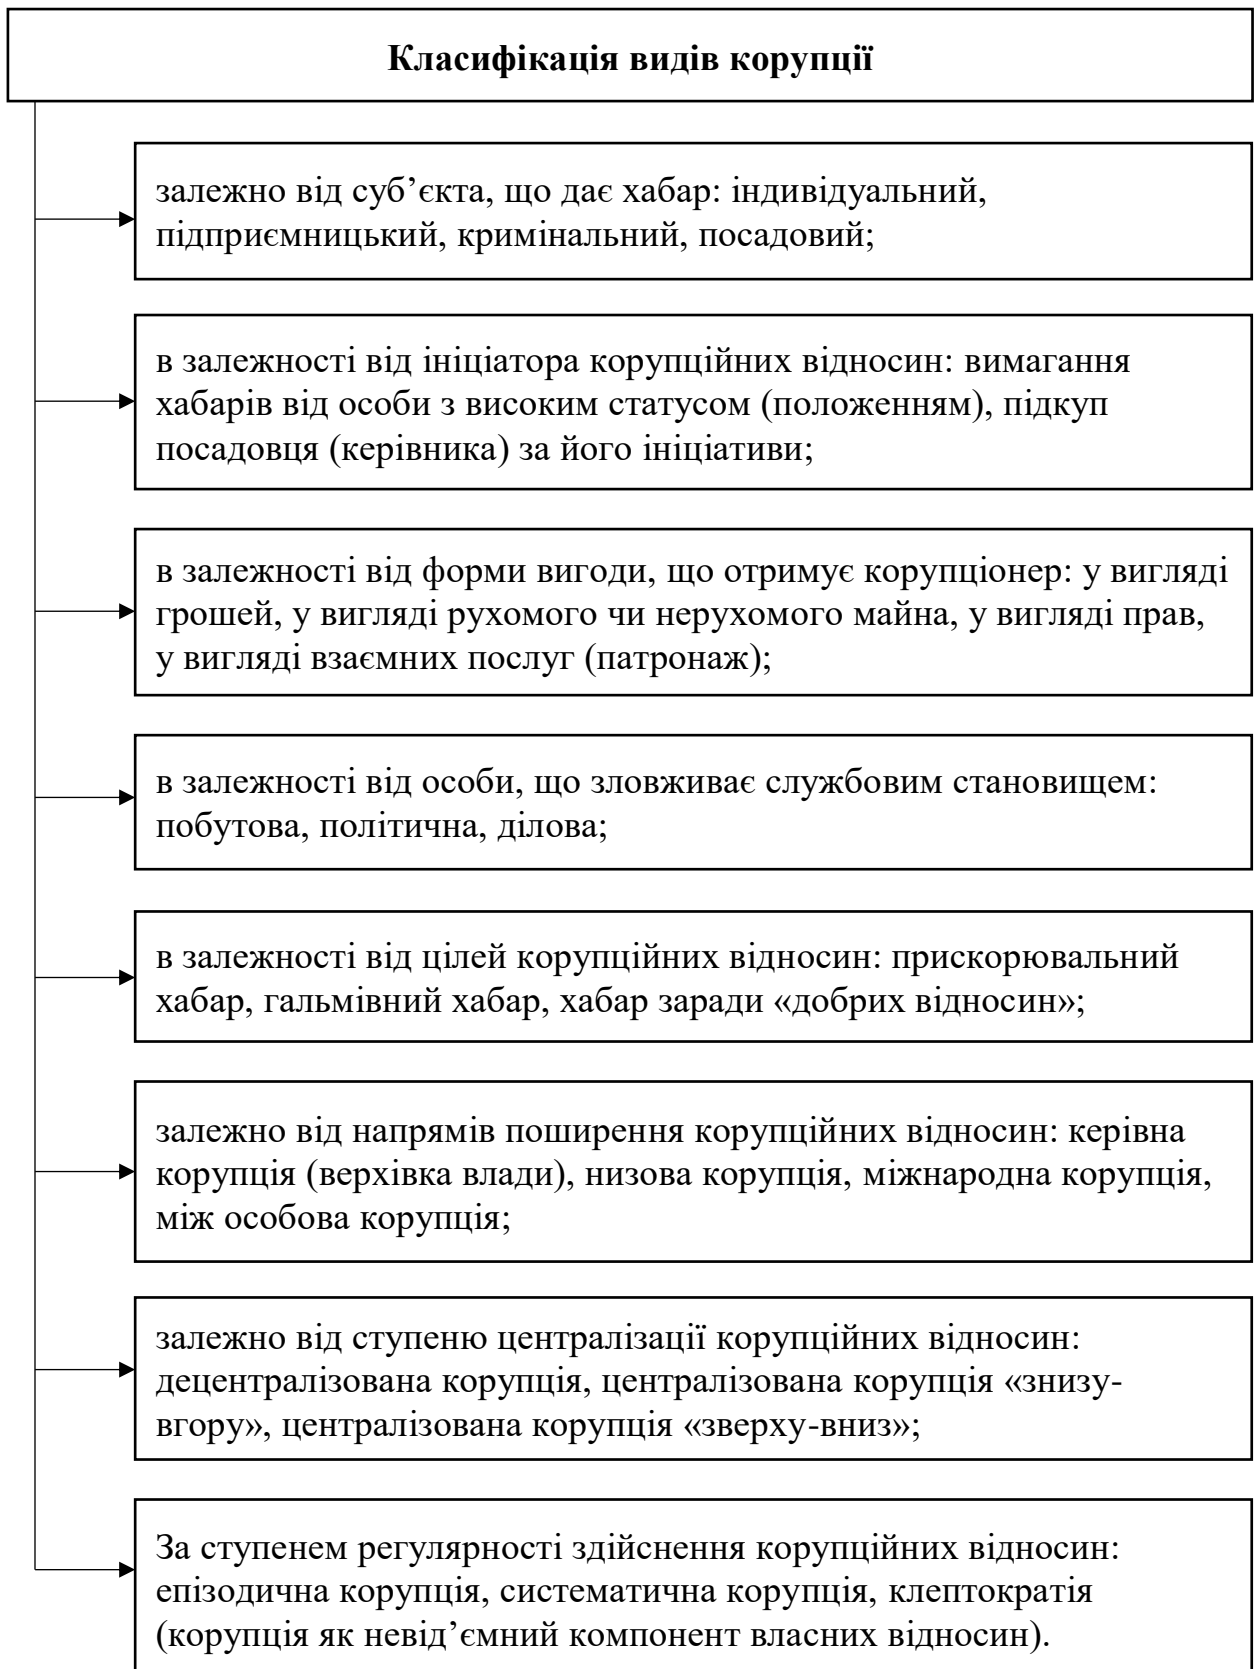 Класифікація видів корупції
залежно від суб’єкта, що дає хабар: індивідуальний,
підприємницький, кримінальний, посадовий;
в залежності від ініціатора корупційних відносин: вимагання
хабарів від особи з високим статусом (положенням), підкуп
посадовця (керівника) за його ініціативи;
в залежності від форми вигоди, що отримує корупціонер: у вигляді
грошей, у вигляді рухомого чи нерухомого майна, у вигляді прав,
у вигляді взаємних послуг (патронаж);
в залежності від особи, що зловживає службовим становищем:
побутова, політична, ділова;
в залежності від цілей корупційних відносин: прискорювальний
хабар, гальмівний хабар, хабар заради «добрих відносин»;
залежно від напрямів поширення корупційних відносин: керівна
корупція (верхівка влади), низова корупція, міжнародна корупція,
між особова корупція;
залежно від ступеню централізації корупційних відносин:
децентралізована корупція, централізована корупція «знизу-
вгору», централізована корупція «зверху-вниз»;
За ступенем регулярності здійснення корупційних відносин:
епізодична корупція, систематична корупція, клептократія
(корупція як невід’ємний компонент власних відносин).